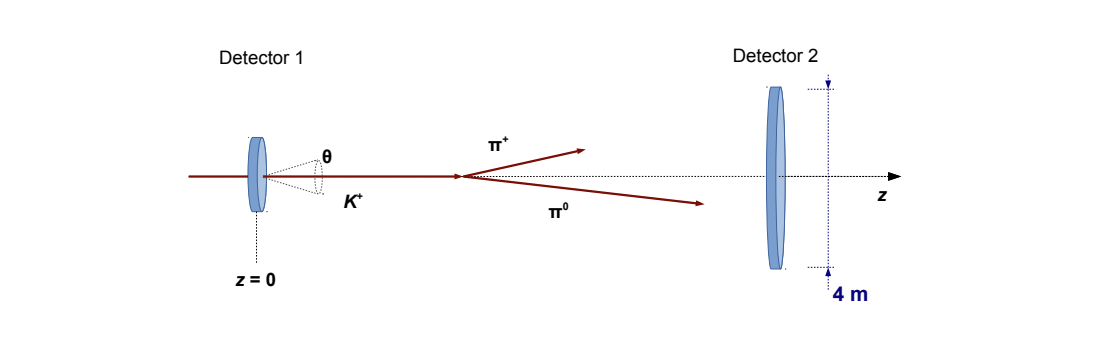 Detector 1
Detector 2
θ
π+
K+
π0
z
z = 0
4 m